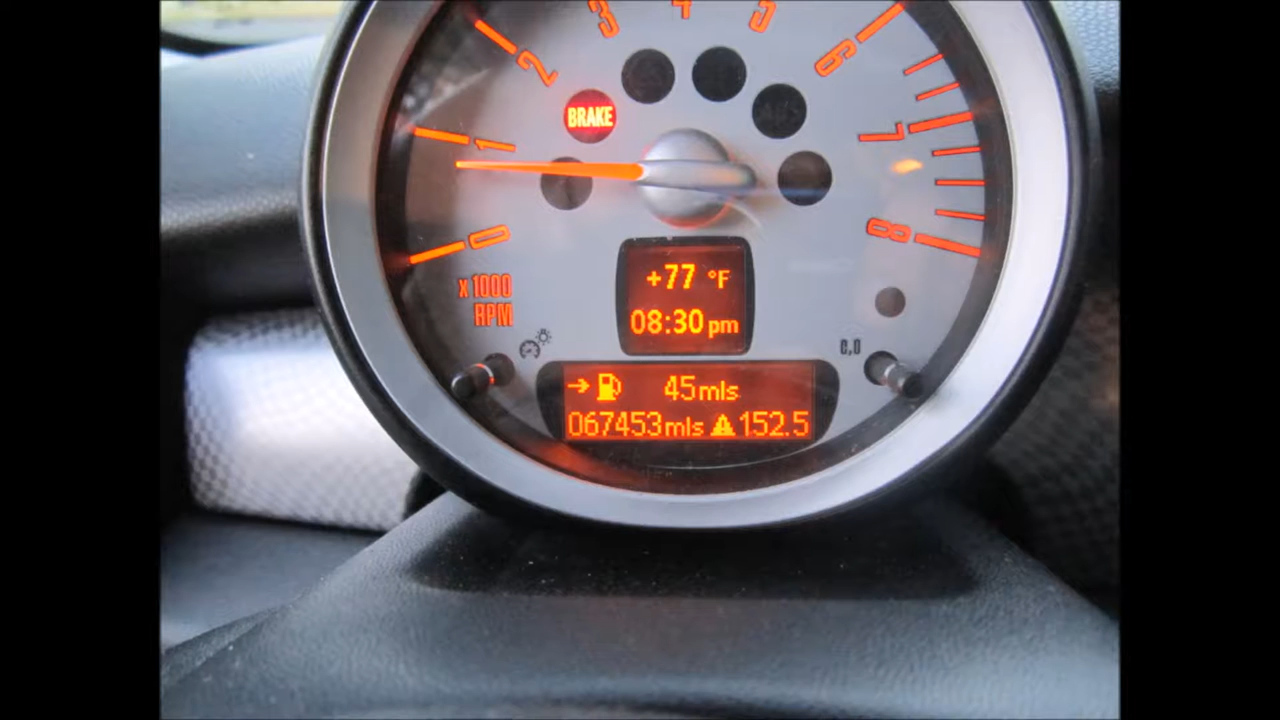 3 4 5
2 6
BRAKE
1 7
0 8
x 1000
RPM
+77 °F
08:30 pm
C,O
→ 45mls
067453mls 152.5